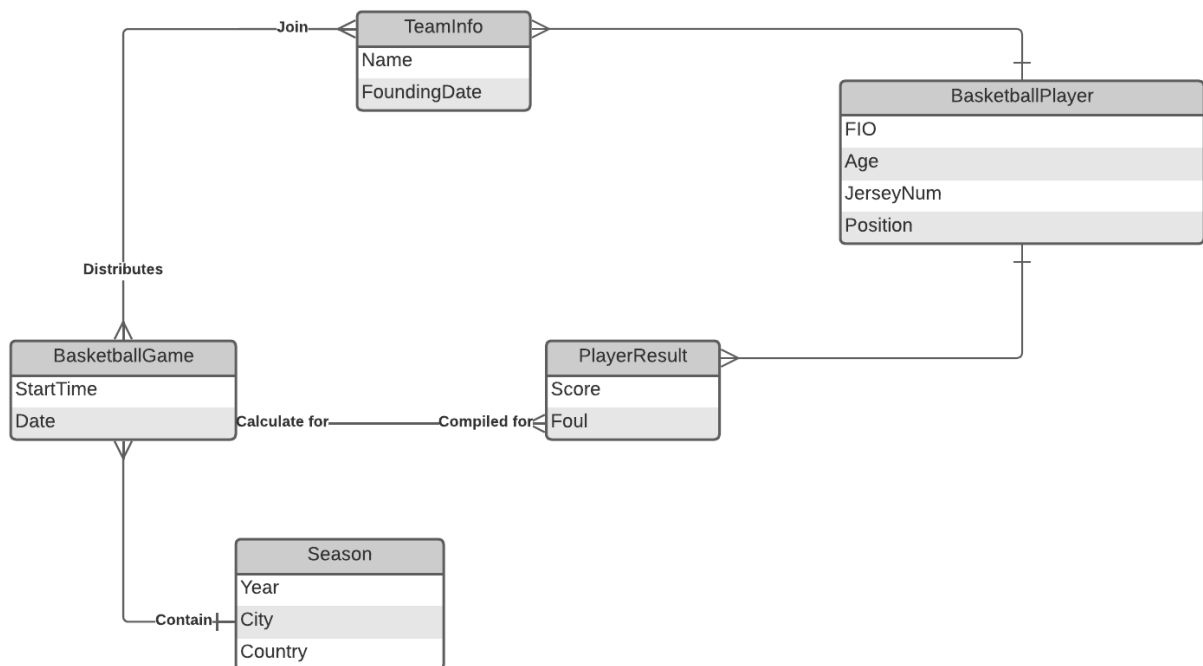 Join
TeamInfo
Name
FoundingDate
BasketballPlayer
FIO
Age
JerseyNum
Position
Distributes
BasketballGame
StartTime
Date
Calculate for
Compiled for
PlayerResult
Score
Foul
Season
Year
City
Country
Contain